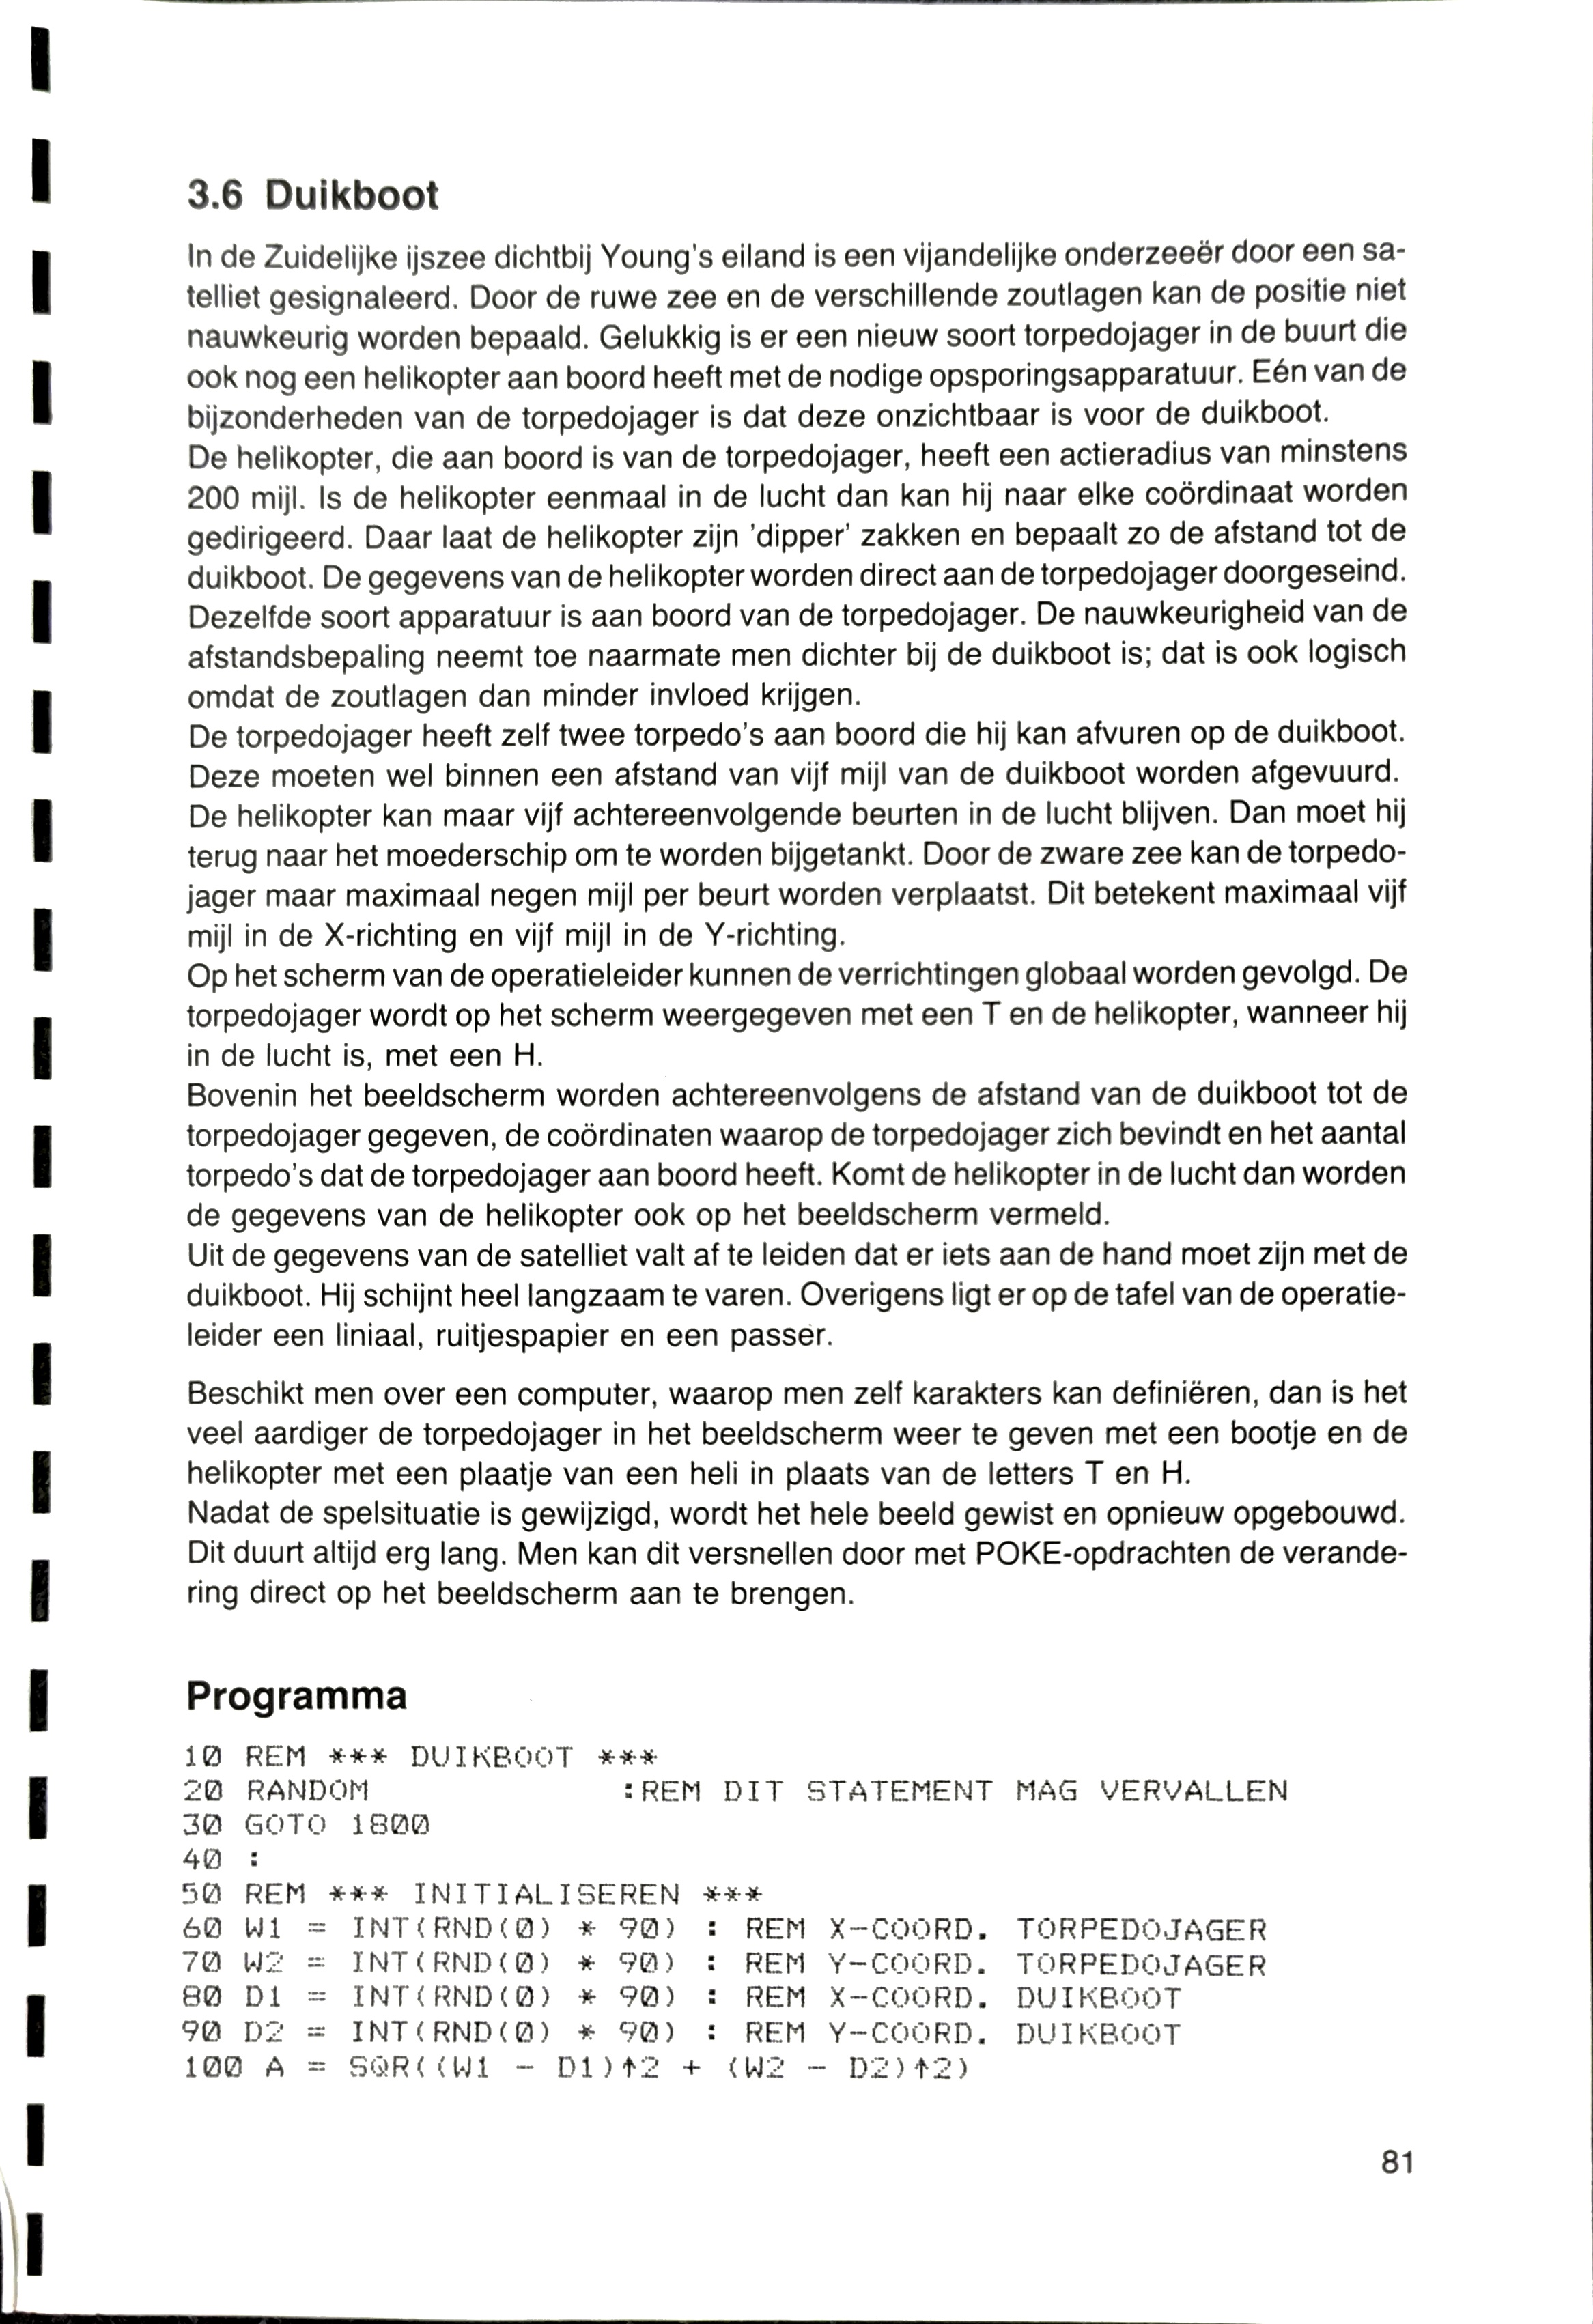 3.6 Duikboot
In de Zuidelijke ijszee dichtbij Young's eiland is een vijandelijke onderzeeër door een sa-
telliet gesignaleerd. Door de ruwe zee en de verschillende zoutlagen kan de positie niet
nauwkeurig worden bepaald. Gelukkig is er een nieuw soort torpedojager in de buurt die
ook nog een helikopter aan boord heeft met de nodige opsporingsapparatuur. Eén van de
bijzonderheden van de torpedojager is dat deze onzichtbaar is voor de duikboot.
De helikopter, die aan boord is van de torpedojager, heeft een actieradius van minstens
200 mijl. Is de helikopter eenmaal in de lucht dan kan hij naar elke coördinaat worden
gedirigeerd. Daar laat de helikopter zijn 'dipper' zakken en bepaalt zo de afstand tot de
duikboot. De gegevens van de helikopter worden direct aan de torpedojager doorgeseind.
Dezelfde soort apparatuur is aan boord van de torpedojager. De nauwkeurigheid van de
afstandsbepaling neemt toe naarmate men dichter bij de duikboot is; dat is ook logisch
omdat de zoutlagen dan minder invloed krijgen.
De torpedojager heeft zelf twee torpedo's aan boord die hij kan afvuren op de duikboot.
Deze moeten wel binnen een afstand van vijf mijl van de duikboot worden afgevuurd.
De helikopter kan maar vijf achtereenvolgende beurten in de lucht blijven. Dan moet hij
terug naar het moederschip om te worden bijgetankt. Door de zware zee kan de torpedo-
jager maar maximaal negen mijl per beurt worden verplaatst. Dit betekent maximaal vijf
mijl in de X-richting en vijf mijl in de Y-richting.
Op het scherm van de operatieleider kunnen de verrichtingen globaal worden gevolgd. De
torpedojager wordt op het scherm weergegeven met een T en de helikopter, wanneer hij
in de lucht is, met een H.
Bovenin het beeldscherm worden achtereenvolgens de afstand van de duikboot tot de
torpedojager gegeven, de coördinaten waarop de torpedojager zich bevindt en het aantal
torpedo's dat de torpedojager aan boord heeft. Komt de helikopter in de lucht dan worden
de gegevens van de helikopter ook op het beeldscherm vermeld.
Uit de gegevens van de satelliet valt af te leiden dat er iets aan de hand moet zijn met de
duikboot. Hij schijnt heel langzaam te varen. Overigens ligt er op de tafel van de operatie-
leider een liniaal, ruitjespapier en een passer.
Beschikt men over een computer, waarop men zelf karakters kan definiëren, dan is het
veel aardiger de torpedojager in het beeldscherm weer te geven met een bootje en de
helikopter met een plaatje van een heli in plaats van de letters T en H.
Nadat de spelsituatie is gewijzigd, wordt het hele beeld gewist en opnieuw opgebouwd.
Dit duurt altijd erg lang. Men kan dit versnellen door met POKE-opdrachten de verande-
ring direct op het beeldscherm aan te brengen.
Programma
10 REM *** DUIKBOOT ***
20 RANDOM :REM DIT STATEMENT MAG VERVALLEN
30 GOTO 1800
40 :
50 REM *** INITIALISEREN ***
60 W1 = INT(RND(0) * 90) : REM X-COORD. TORPEDOJAGER
70 W2 = INT(RND(0) * 90) : REM Y-COORD. TORPEDOJAGER
80 D1 = INT(RND(0) * 90) : REM X-COORD. DUIKBOOT
90 D2 = INT(RND(0) * 90) : REM Y-COORD. DUIKBOOT
100 A = SQR((W1 - D1)↑2 + (W2 - D2)↑2)
81